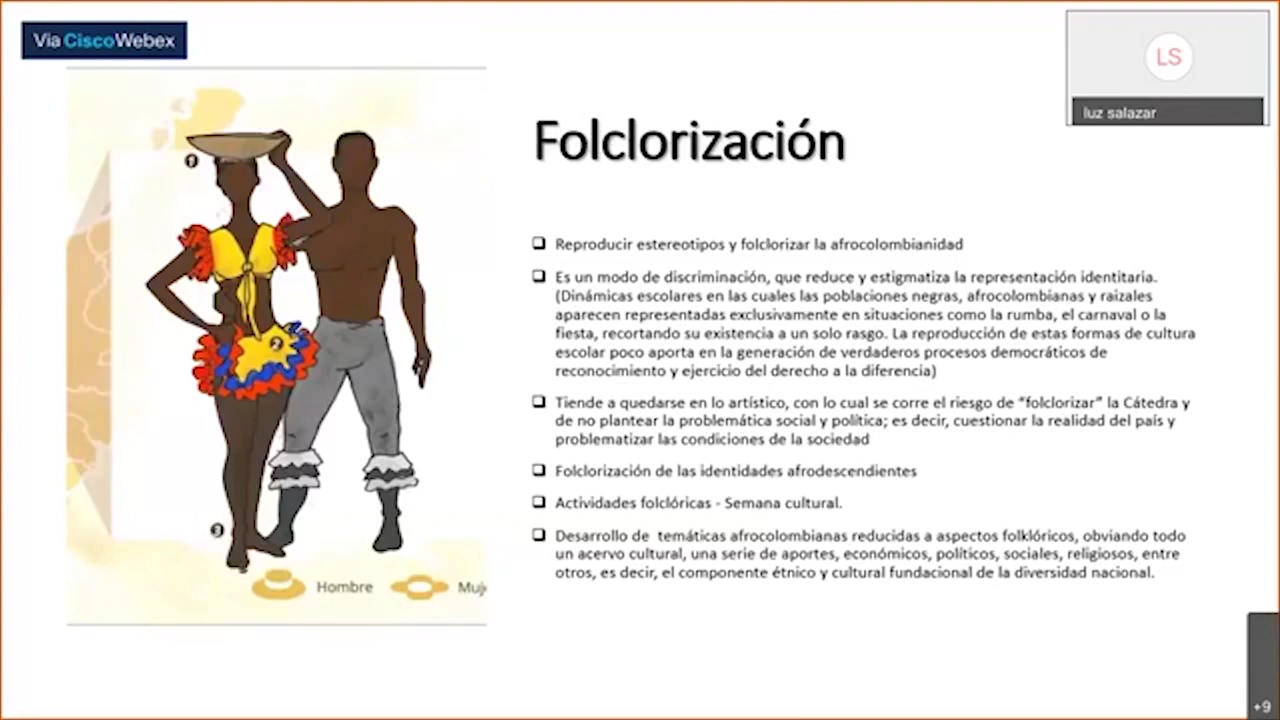 Via Cisco Webex
LS
luz salazar
Folclorización
Reproducir estereotipos y folclorizar la afrocolombianidad
Es un modo de discriminación, que reduce y estigmatiza la representación identitaria.
(Dinámicas escolares en las cuales las poblaciones negras, afrocolombianas y raizales
aparecen representadas exclusivamente en situaciones como la rumba, el carnaval o la
fiesta, recortando su existencia a un solo rasgo. La reproducción de estas formas de cultura
escolar poco aporta en la generación de verdaderos procesos democráticos de
reconocimiento y ejercicio del derecho a la diferencia)
Tiende a quedarse en lo artístico, con lo cual se corre el riesgo de “folclorizar” la Cátedra y
de no plantear la problemática social y política; es decir, cuestionar la realidad del país y
problematizar las condiciones de la sociedad
Folclorización de las identidades afrodescendientes
Actividades folclóricas - Semana cultural.
Desarrollo de temáticas afrocolombianas reducidas a aspectos folklóricos, obviando todo
un acervo cultural, una serie de aportes, económicos, políticos, sociales, religiosos, entre
otros, es decir, el componente étnico y cultural fundacional de la diversidad nacional.
1
2
3
Hombre
Muj
+9